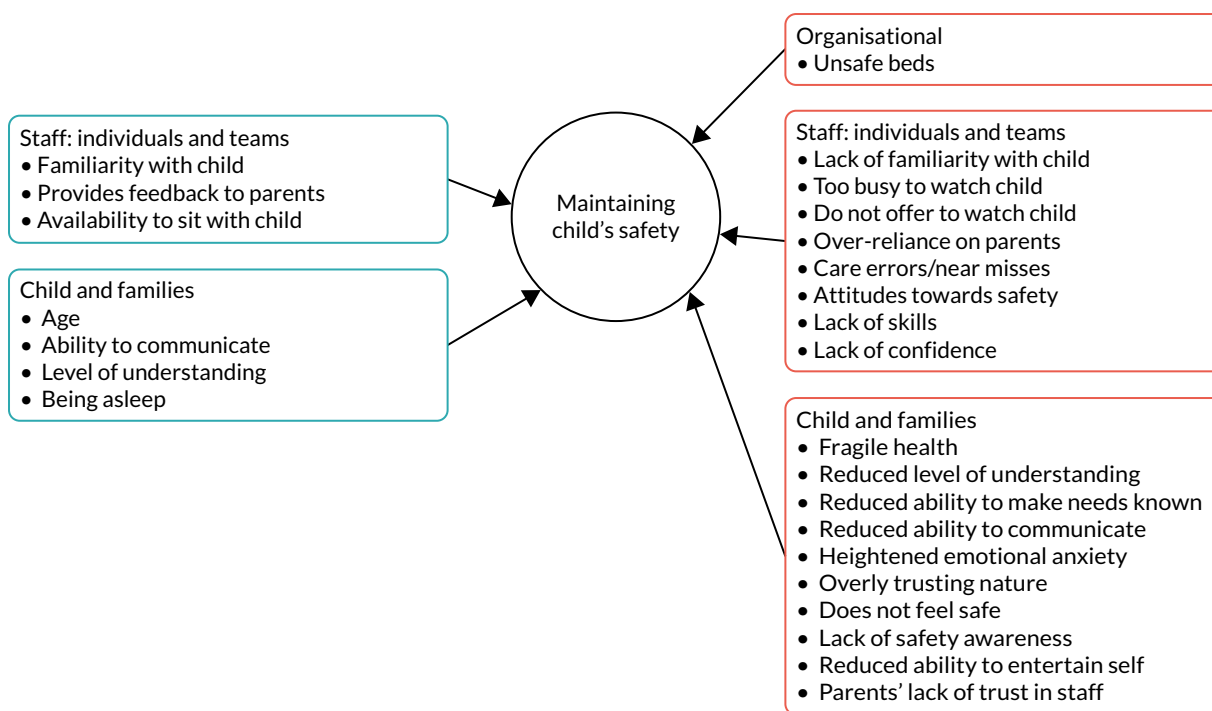 Staff: individuals and teams
• Familiarity with child
• Provides feedback to parents
• Availability to sit with child
Child and families
• Age
• Ability to communicate
• Level of understanding
• Being asleep
Maintaining
child’s safety
Organisational
• Unsafe beds
Staff: individuals and teams
• Lack of familiarity with child
• Too busy to watch child
• Do not offer to watch child
• Over-reliance on parents
• Care errors/near misses
• Attitudes towards safety
• Lack of skills
• Lack of confidence
Child and families
• Fragile health
• Reduced level of understanding
• Reduced ability to make needs known
• Reduced ability to communicate
• Heightened emotional anxiety
• Overly trusting nature
• Does not feel safe
• Lack of safety awareness
• Reduced ability to entertain self
• Parents’ lack of trust in staff